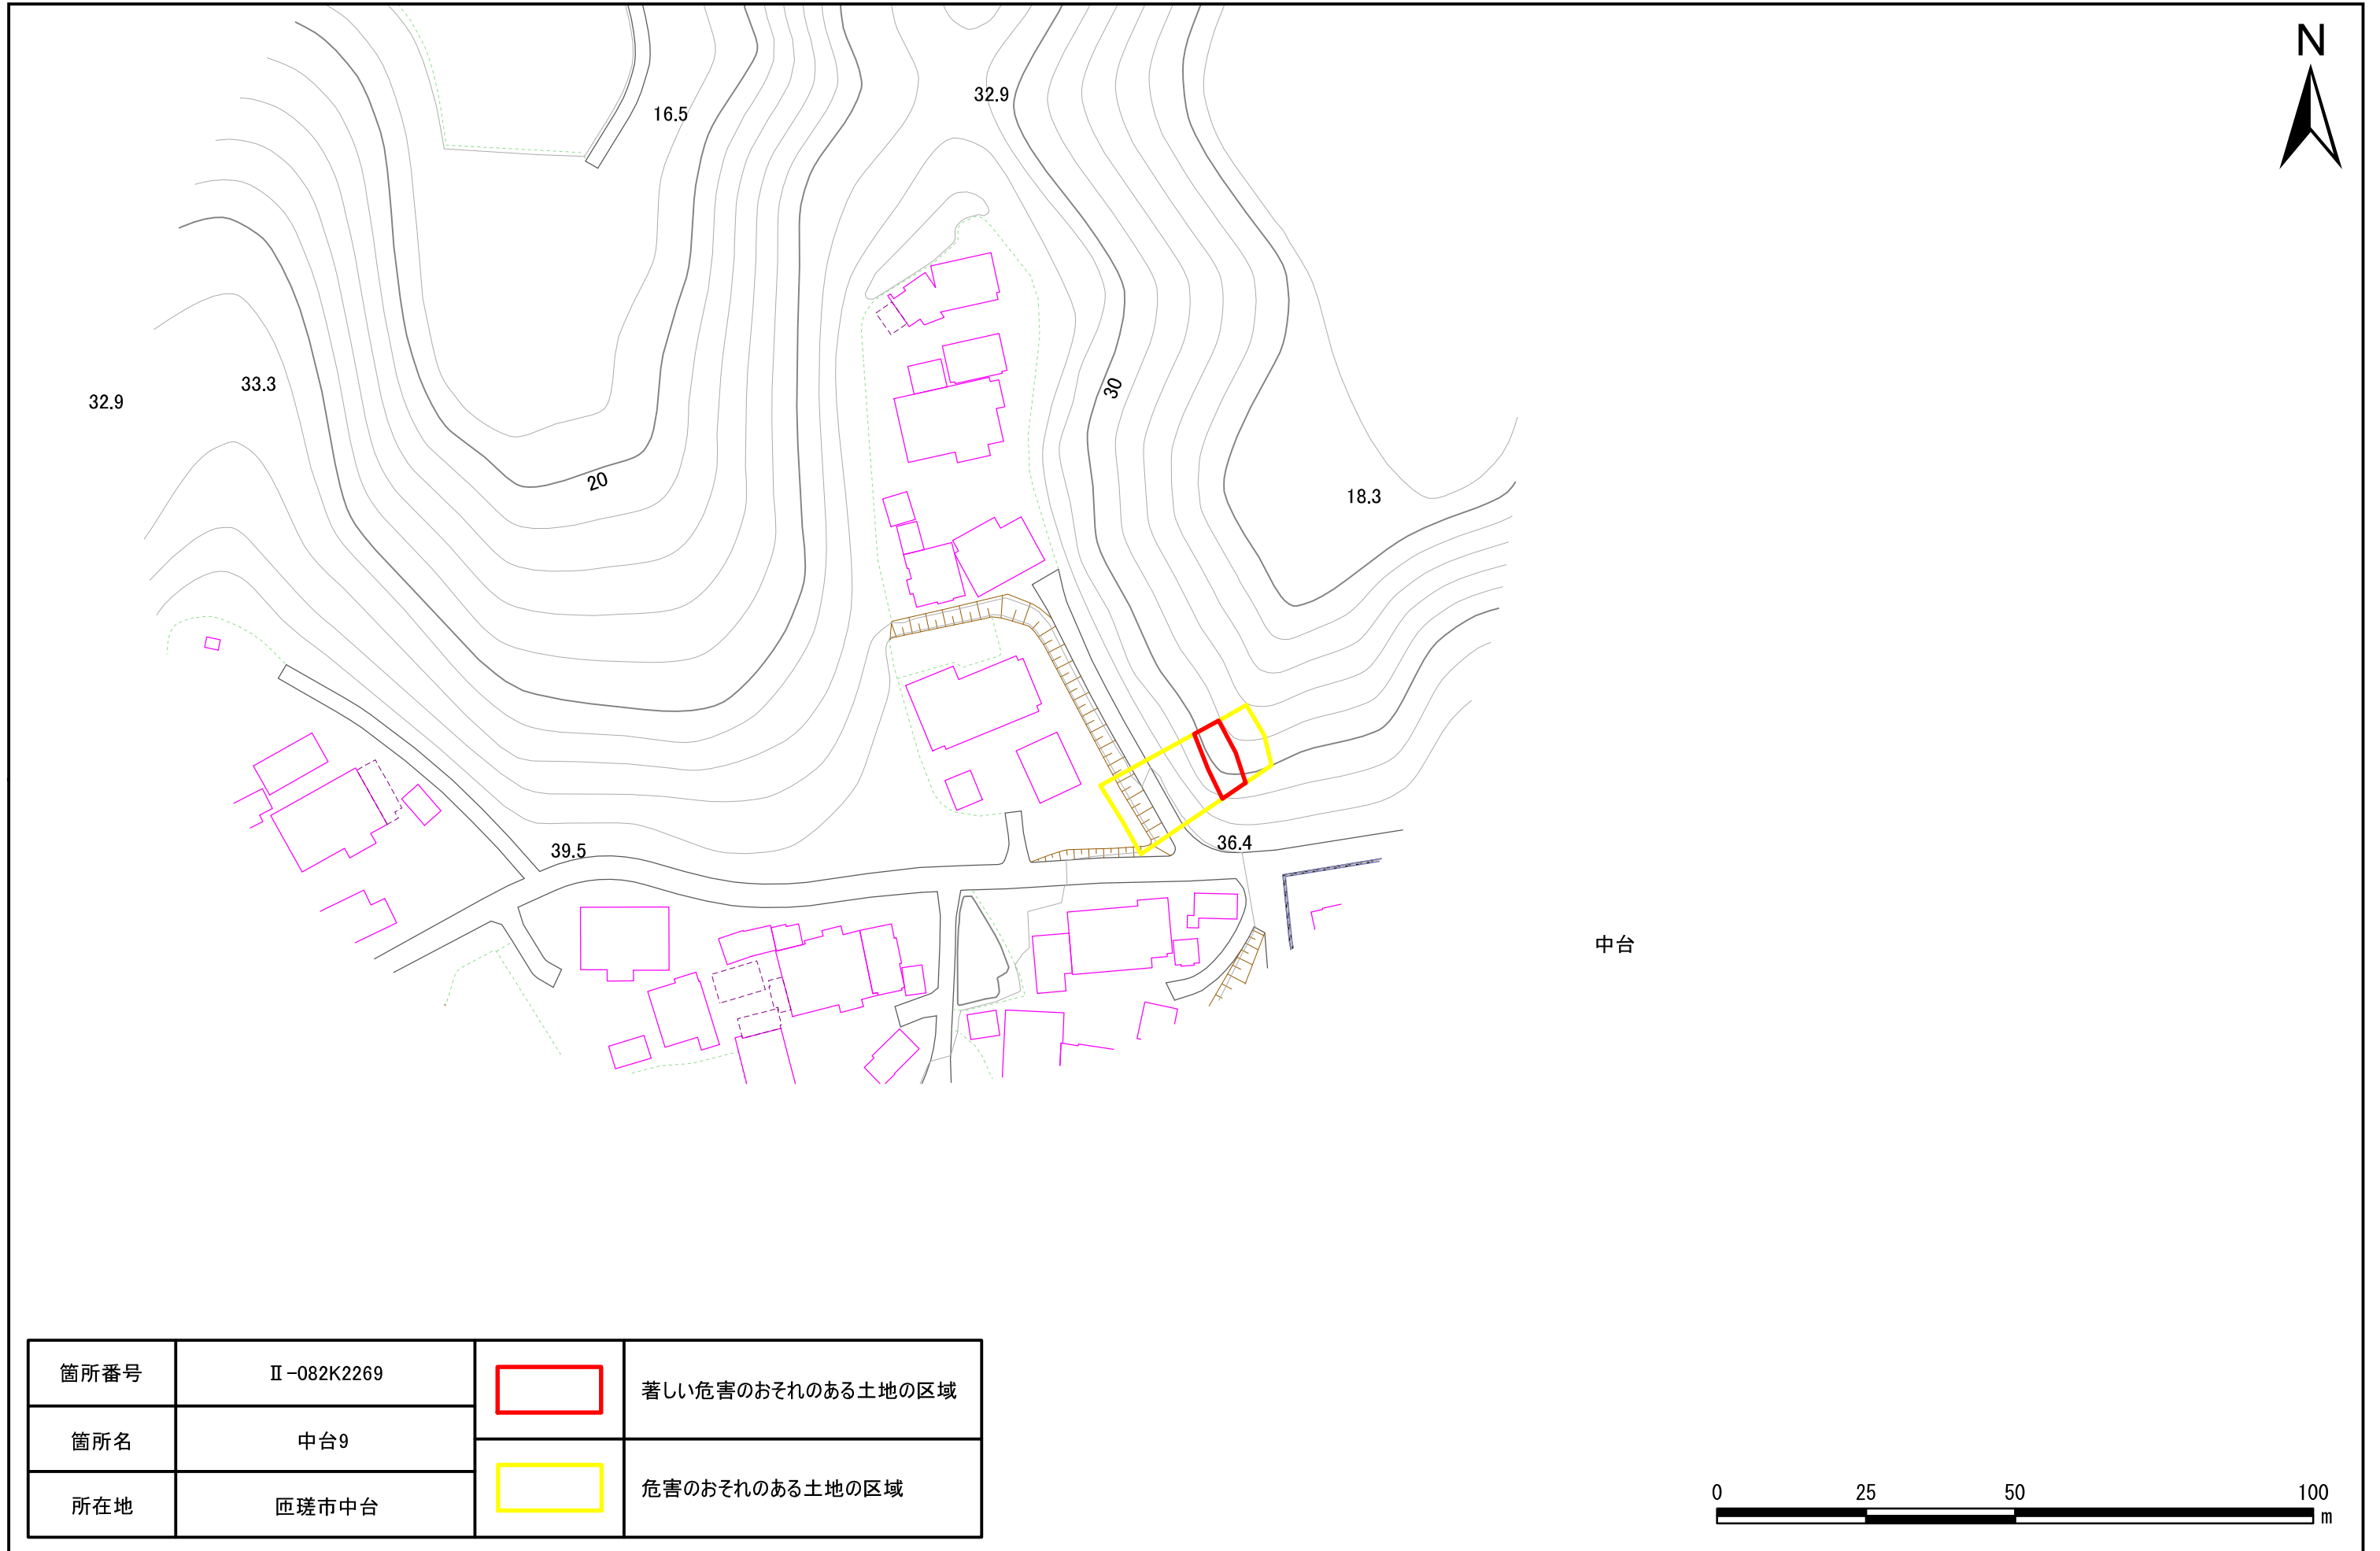 N
32.9
16.5
33.3
32.9
30
20
18.3
39.5
36.4
中台
箇所番号 Ⅱ-082K2269
著しい危害のおそれのある土地の区域
箇所名 中台9
危害のおそれのある土地の区域
所在地 匝瑳市中台
0 25 50 100
m